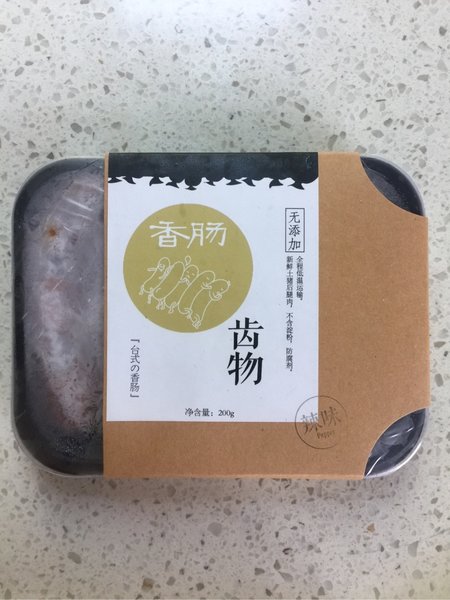 香肠
无添加
全程低温运输，
新鲜土猪后腿肉，不含淀粉，防腐剂，
齿物
『台式の香肠』
净含量：200g
辣味
Pepper